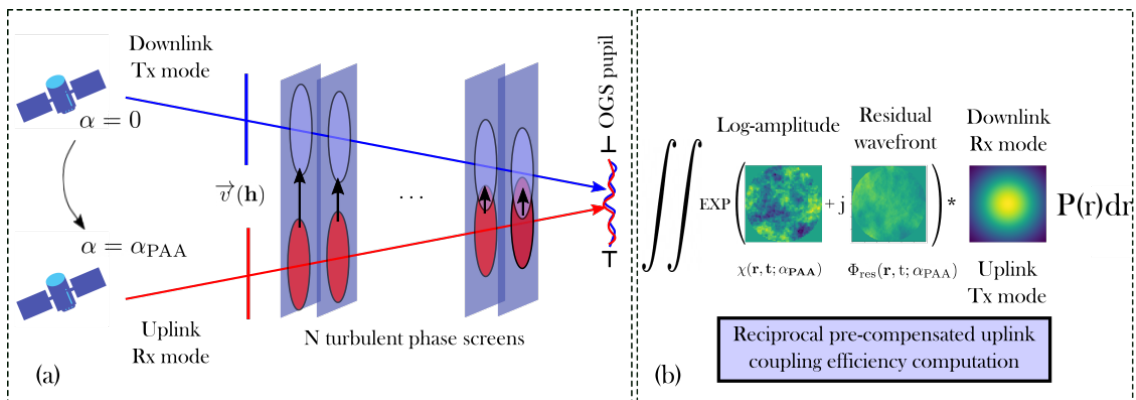 Downlink
Tx mode
α = 0
v⃗(h)
α = α_PAA
Uplink
Rx mode
...
N turbulent phase screens
OGS pupil
(a)
Log-amplitude
Residual
wavefront
Downlink
Rx mode
∫∫ EXP ( + j ) * P(r)dr
χ(r, t; α_PAA)
Φ_res(r, t; α_PAA)
Uplink
Tx mode
Reciprocal pre-compensated uplink
coupling efficiency computation
(b)